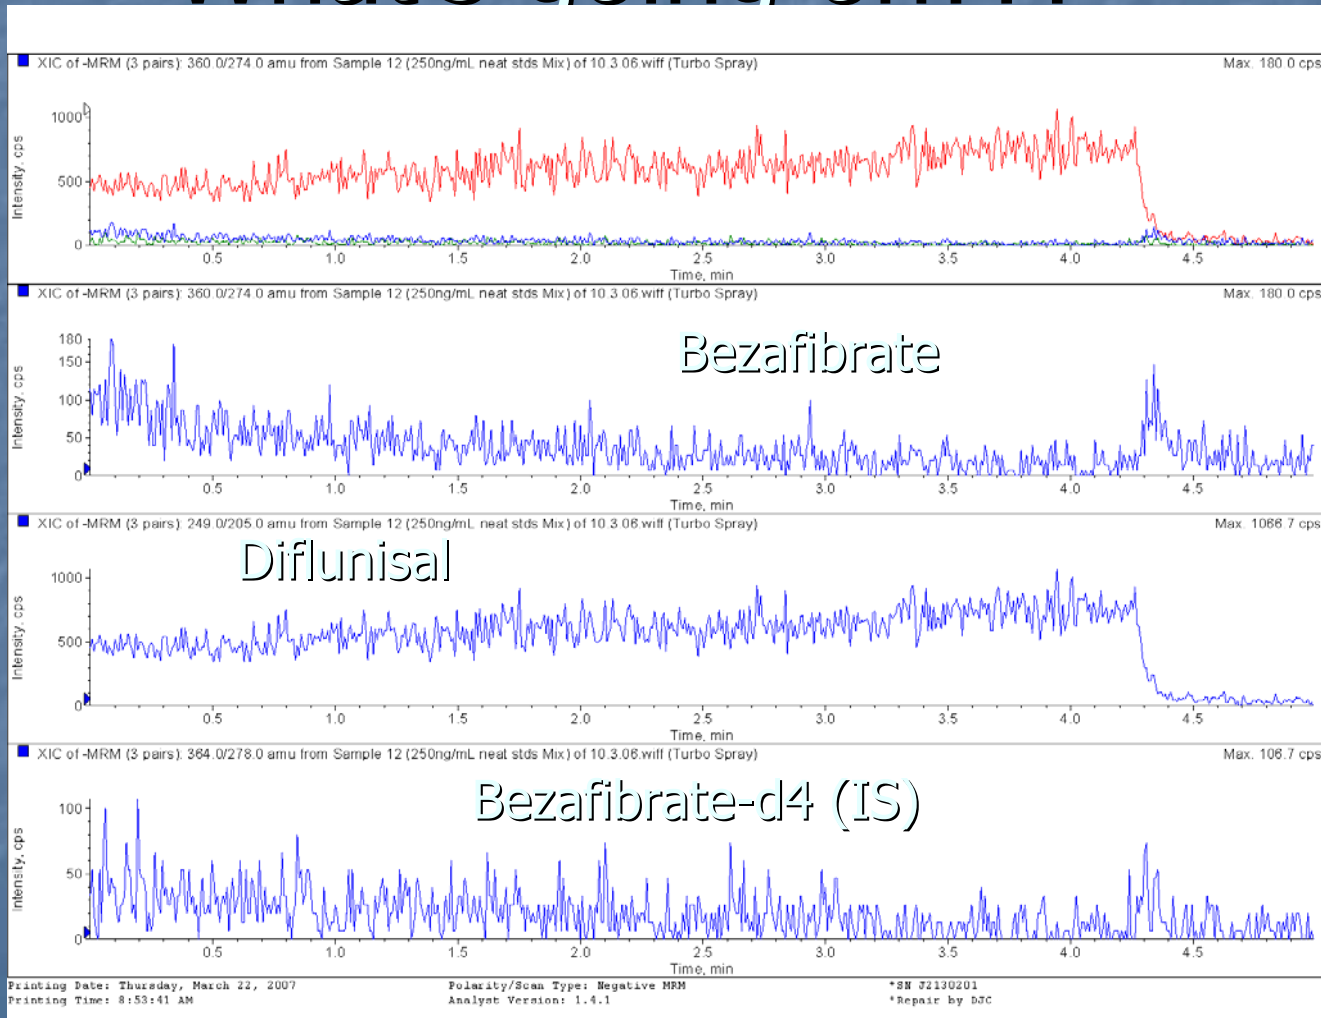 What's going on???
XIC of -MRM (3 pairs): 360.0/274.0 amu from Sample 12 (250ng/mL neat stds Mix) of 10.3.06.wiff (Turbo Spray) Max. 180.0 cps
Intensity, cps
1000
500
0
0.5 1.0 1.5 2.0 2.5 3.0 3.5 4.0 4.5
Time, min
XIC of -MRM (3 pairs): 360.0/274.0 amu from Sample 12 (250ng/mL neat stds Mix) of 10.3.06.wiff (Turbo Spray) Max. 180.0 cps
Bezafibrate
Intensity, cps
180
150
100
50
0
0.5 1.0 1.5 2.0 2.5 3.0 3.5 4.0 4.5
Time, min
XIC of -MRM (3 pairs): 249.0/205.0 amu from Sample 12 (250ng/mL neat stds Mix) of 10.3.06.wiff (Turbo Spray) Max. 1066.7 cps
Diflunisal
Intensity, cps
1000
500
0
0.5 1.0 1.5 2.0 2.5 3.0 3.5 4.0 4.5
Time, min
XIC of -MRM (3 pairs): 364.0/278.0 amu from Sample 12 (250ng/mL neat stds Mix) of 10.3.06.wiff (Turbo Spray) Max. 106.7 cps
Bezafibrate-d4 (IS)
Intensity, cps
100
50
0
0.5 1.0 1.5 2.0 2.5 3.0 3.5 4.0 4.5
Time, min
Printing Date: Thursday, March 22, 2007 Polarity/Scan Type: Negative MRM *SN J2130201
Printing Time: 8:53:41 AM Analyst Version: 1.4.1 *Repair by DJC